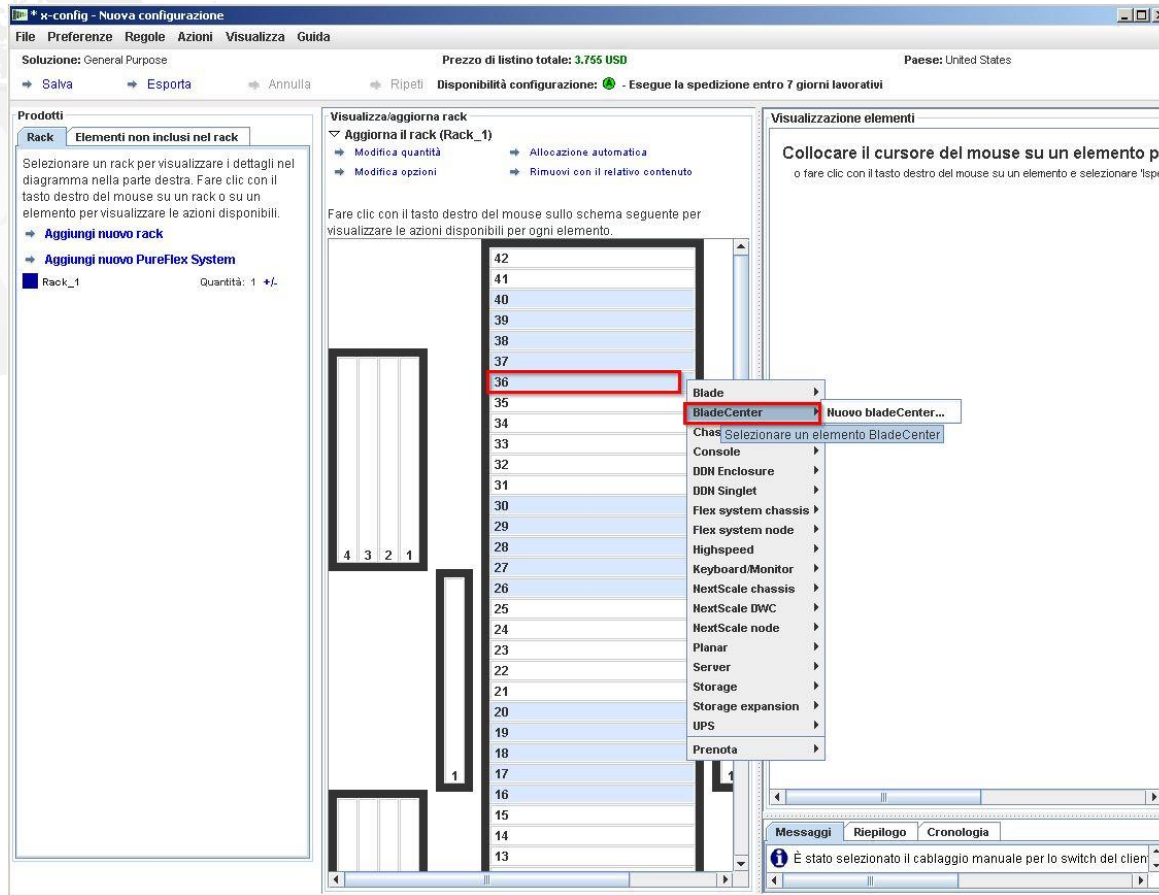 * x-config - Nuova configurazione
File Preferenze Regole Azioni Visualizza Guida
Soluzione: General Purpose Prezzo di listino totale: 3.755 USD Paese: United States
Salva Esporta Annulla Ripeti Disponibilità configurazione: A - Esegue la spedizione entro 7 giorni lavorativi
Prodotti
Rack Elementi non inclusi nel rack
Selezionare un rack per visualizzare i dettagli nel
diagramma nella parte destra. Fare clic con il
tasto destro del mouse su un rack o su un
elemento per visualizzare le azioni disponibili.
Aggiungi nuovo rack
Aggiungi nuovo PureFlex System
Rack_1 Quantità: 1 +/-
Visualizza/aggiorna rack
Aggiorna il rack (Rack_1)
Modifica quantità Allocazione automatica
Modifica opzioni Rimuovi con il relativo contenuto
Fare clic con il tasto destro del mouse sullo schema seguente per
visualizzare le azioni disponibili per ogni elemento.
42
41
40
39
38
37
36
35
34
33
32
31
30
29
28
27
26
25
24
23
22
21
20
19
18
17
16
15
14
13
4 3 2 1
1
1
Blade
BladeCenter
Nuovo bladeCenter...
Chas
Selezionare un elemento BladeCenter
Console
DDN Enclosure
DDN Singlet
Flex system chassis
Flex system node
Highspeed
Keyboard/Monitor
NextScale chassis
NextScale DWC
NextScale node
Planar
Server
Storage
Storage expansion
UPS
Prenota
Visualizzazione elementi
Collocare il cursore del mouse su un elemento p
o fare clic con il tasto destro del mouse su un elemento e selezionare 'Ispe
Messaggi Riepilogo Cronologia
È stato selezionato il cablaggio manuale per lo switch del clien